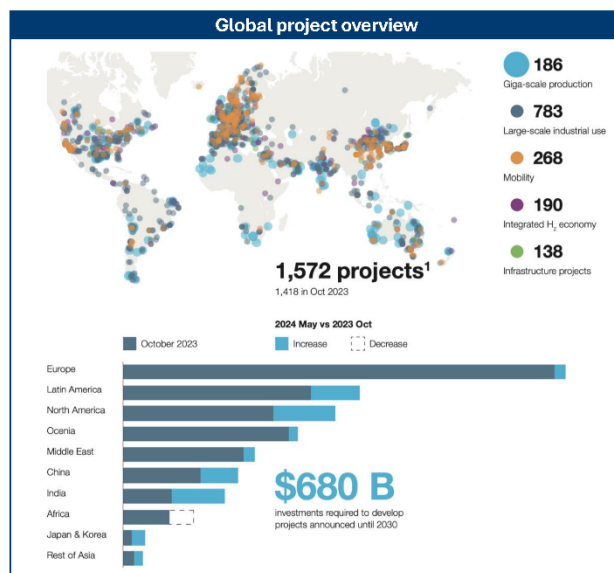 Global project overview
186
Giga-scale production
783
Large-scale industrial use
268
Mobility
190
Integrated H₂ economy
138
Infrastructure projects
1,572 projects¹
1,418 in Oct 2023
2024 May vs 2023 Oct
October 2023
Increase
Decrease
Europe
Latin America
North America
Ocenia
Middle East
China
India
Africa
Japan & Korea
Rest of Asia
$680 B
investments required to develop
projects announced until 2030